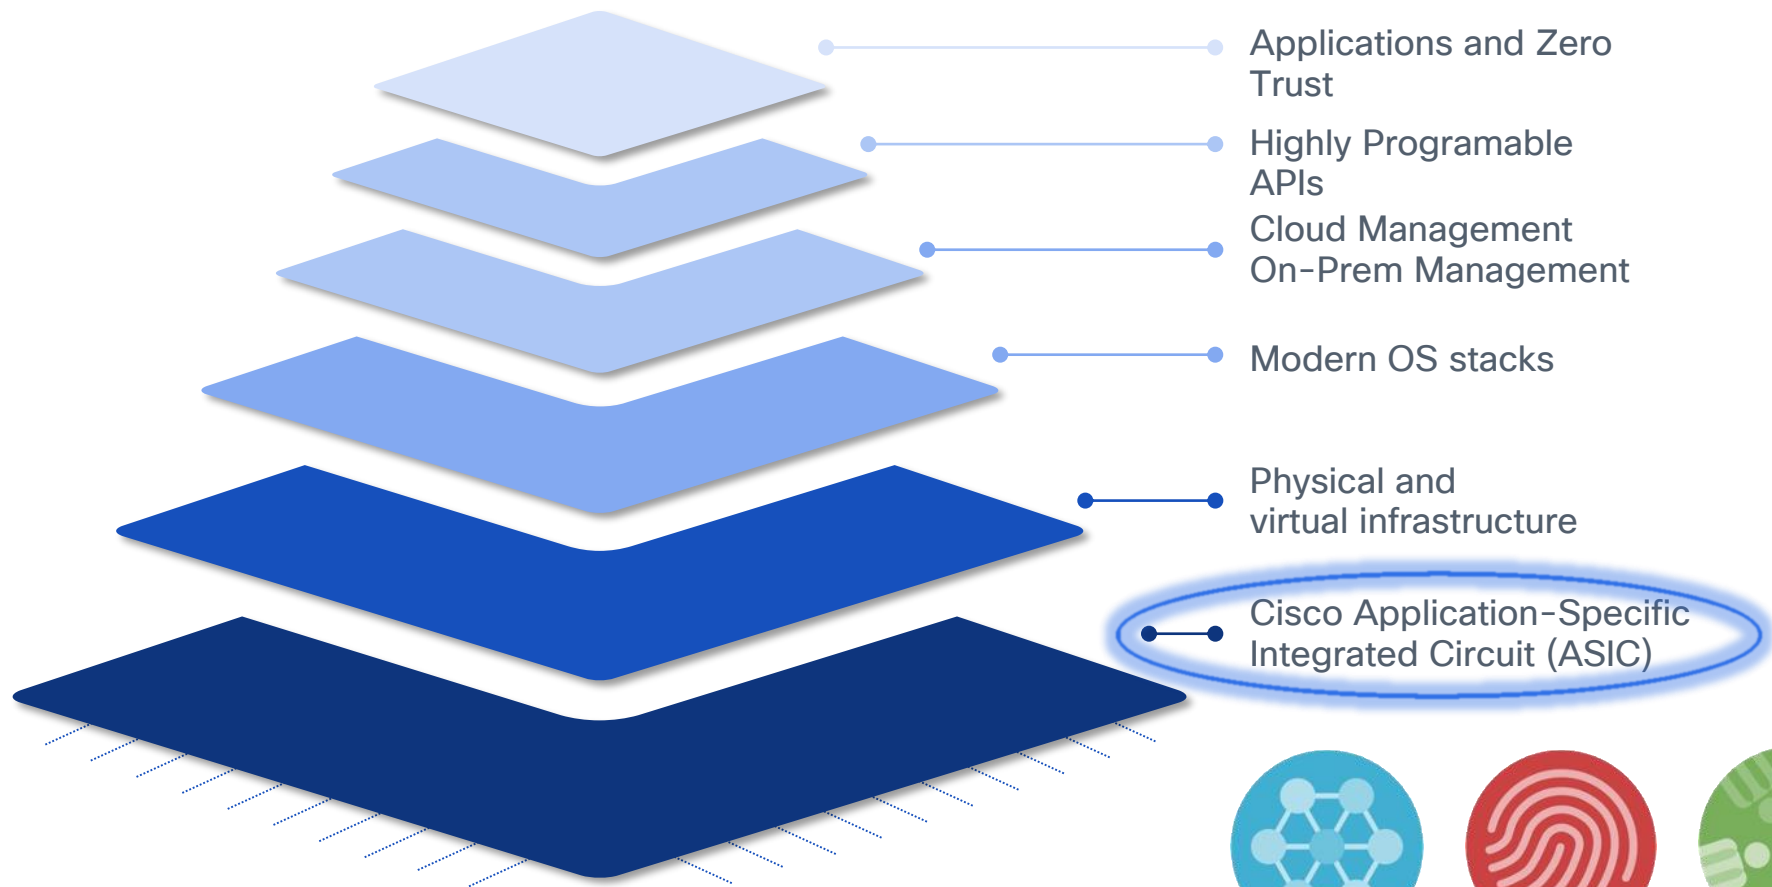 Applications and Zero
Trust
Highly Programable
APIs
Cloud Management
On-Prem Management
Modern OS stacks
Physical and
virtual infrastructure
Cisco Application-Specific
Integrated Circuit (ASIC)